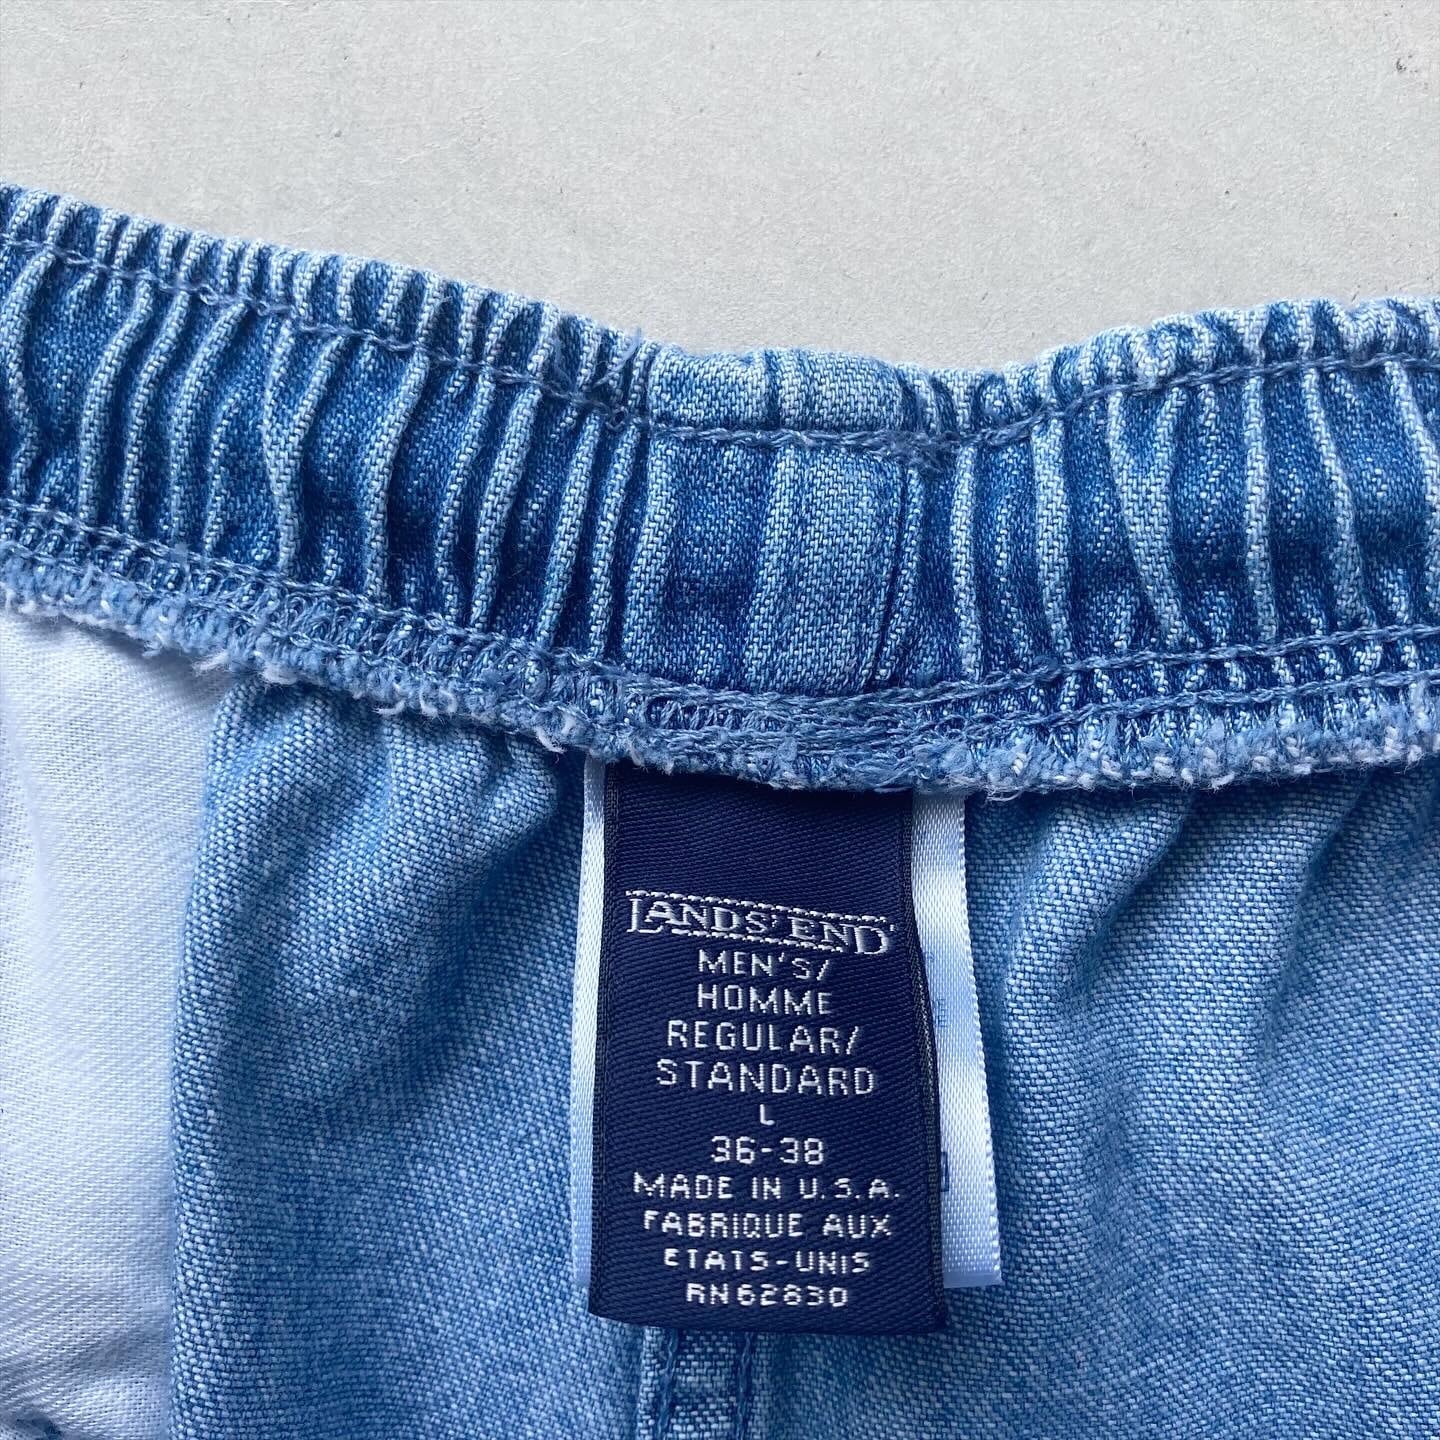 LANDS' END
MEN'S/
HOMME
REGULAR/
STANDARD
L
36-38
MADE IN U.S.A.
FABRIQUE AUX
ETATS-UNIS
RN62830